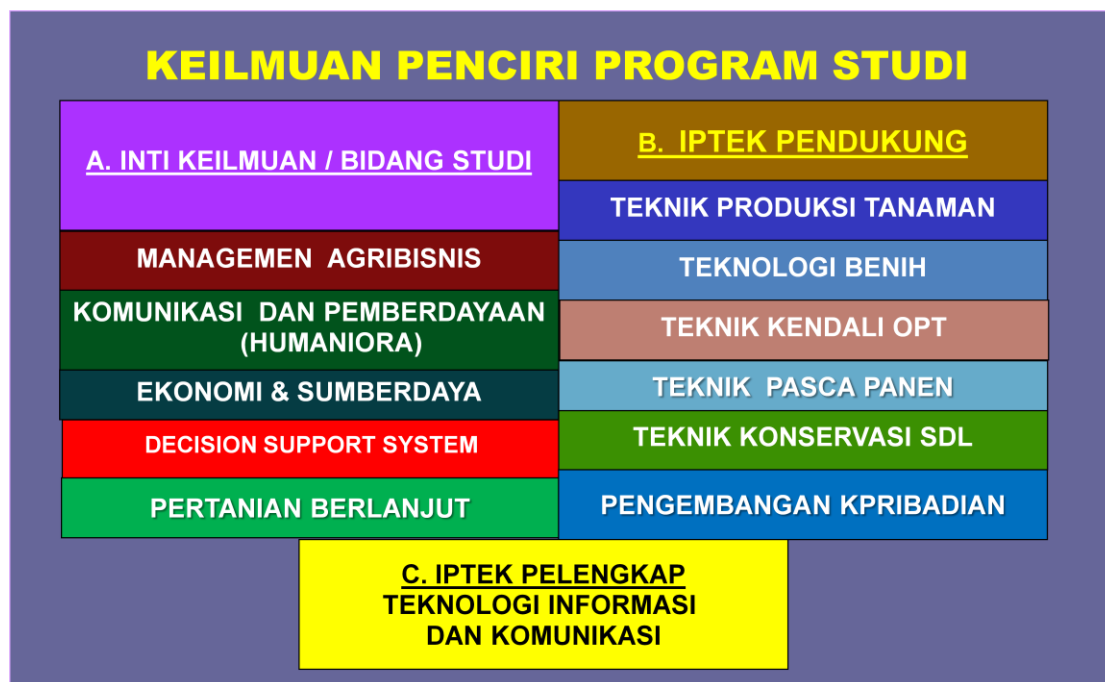 KEILMUAN PENCIRI PROGRAM STUDI
A. INTI KEILMUAN / BIDANG STUDI
MANAGEMEN AGRIBISNIS
KOMUNIKASI DAN PEMBERDAYAAN
(HUMANIORA)
EKONOMI & SUMBERDAYA
DECISION SUPPORT SYSTEM
PERTANIAN BERLANJUT
B. IPTEK PENDUKUNG
TEKNIK PRODUKSI TANAMAN
TEKNOLOGI BENIH
TEKNIK KENDALI OPT
TEKNIK PASCA PANEN
TEKNIK KONSERVASI SDL
PENGEMBANGAN KPRIBADIAN
C. IPTEK PELENGKAP
TEKNOLOGI INFORMASI
DAN KOMUNIKASI